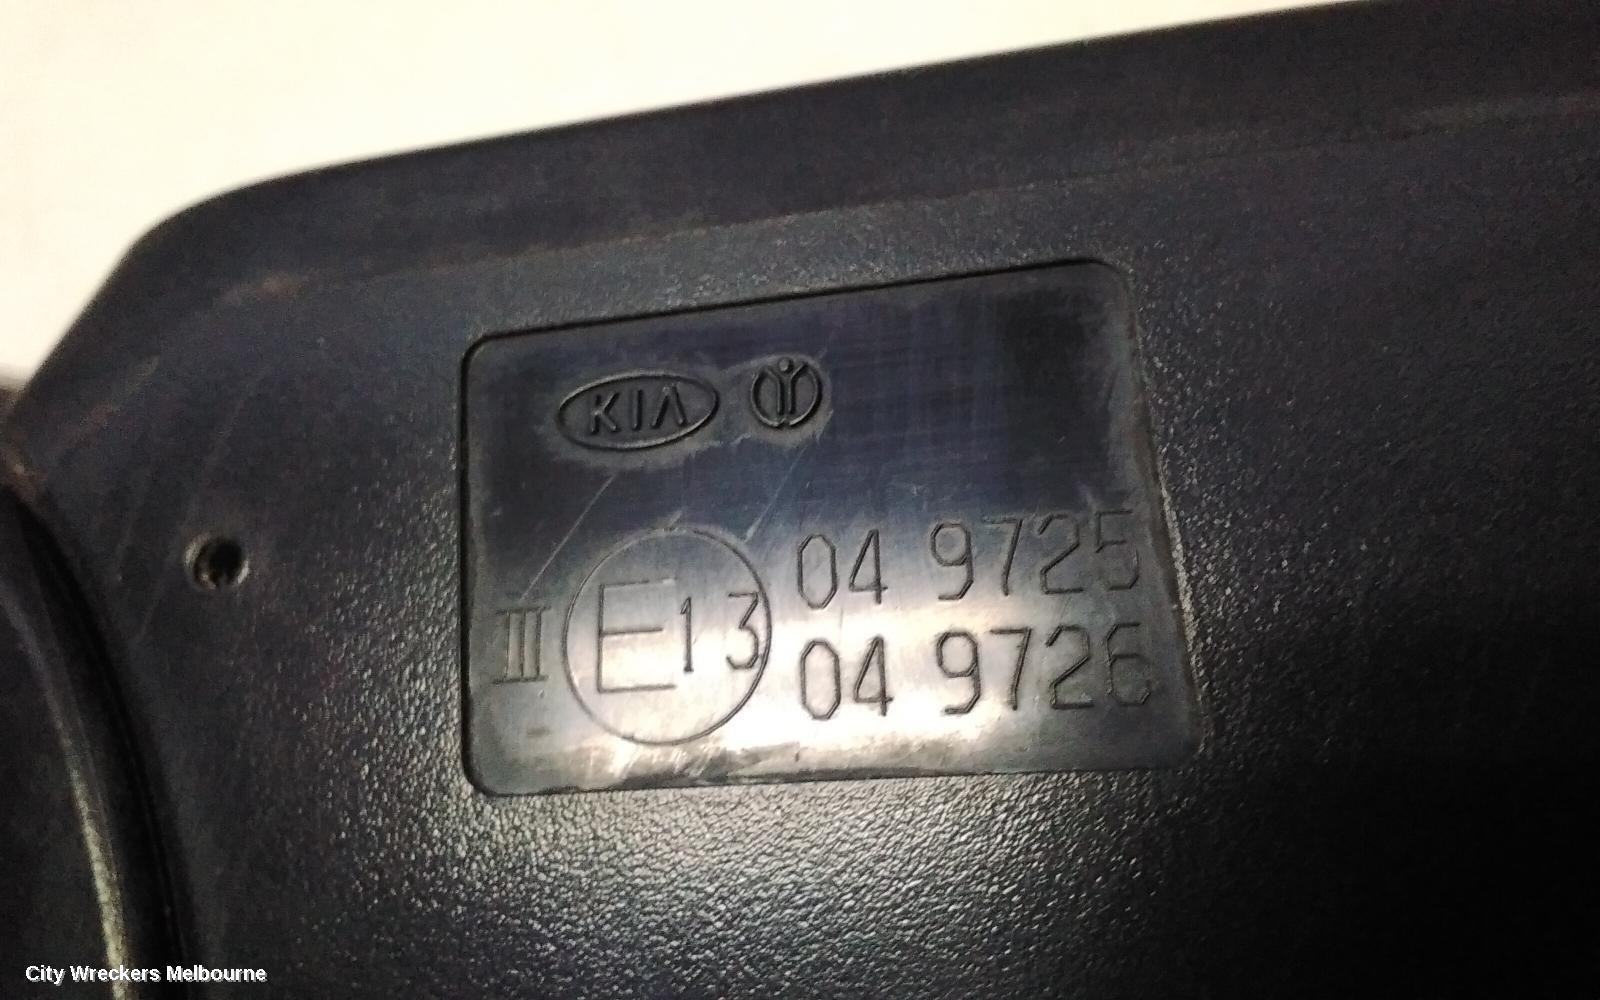 KIA
III E13 04 9725
04 9726
City Wreckers Melbourne